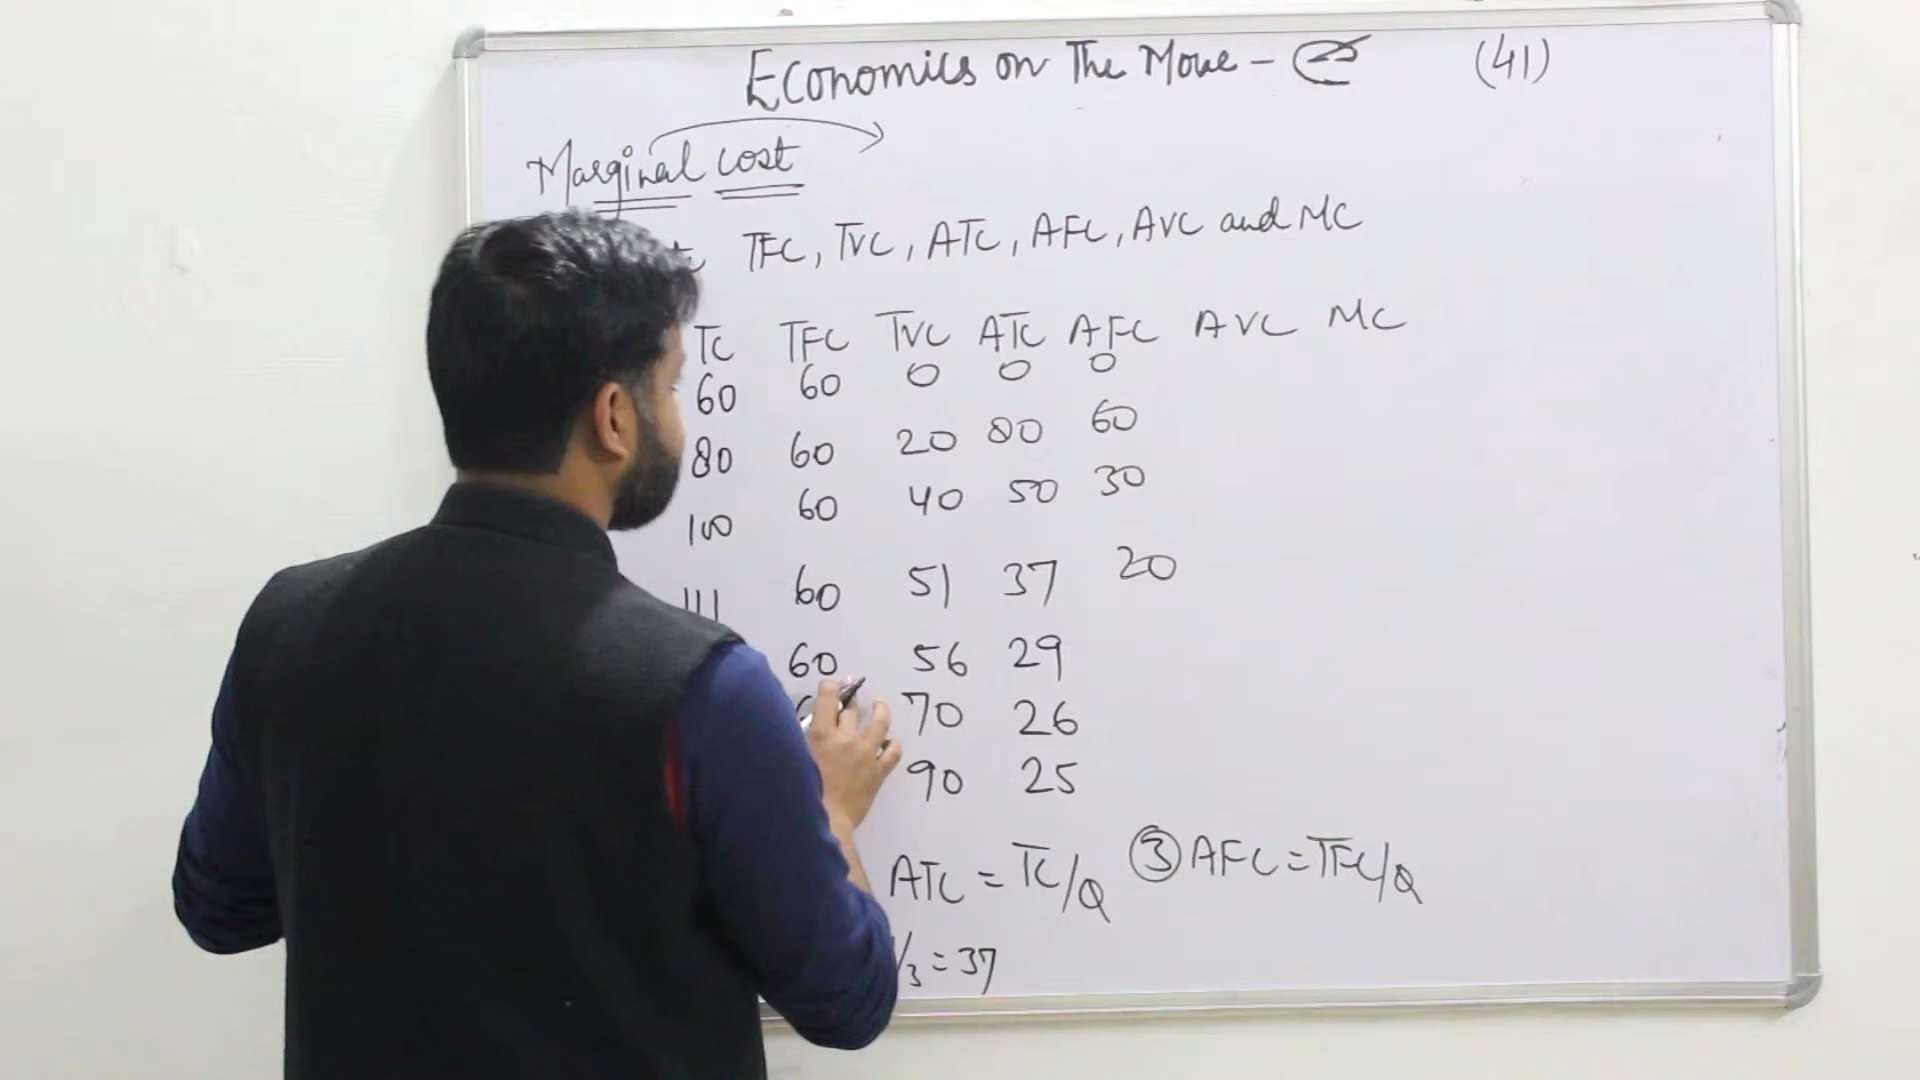 Economics on The Move - (41)
Marginal cost
TFC, TVC, ATC, AFC, AVC and MC
TC TFC TVC ATC AFC AVC MC
60 60 0 0 0
80 60 20 80 60
100 60 40 50 30
111 60 51 37 20
60 56 29
70 26
90 25
ATC = TC/Q ③ AFC = TFC/Q
/3 = 37